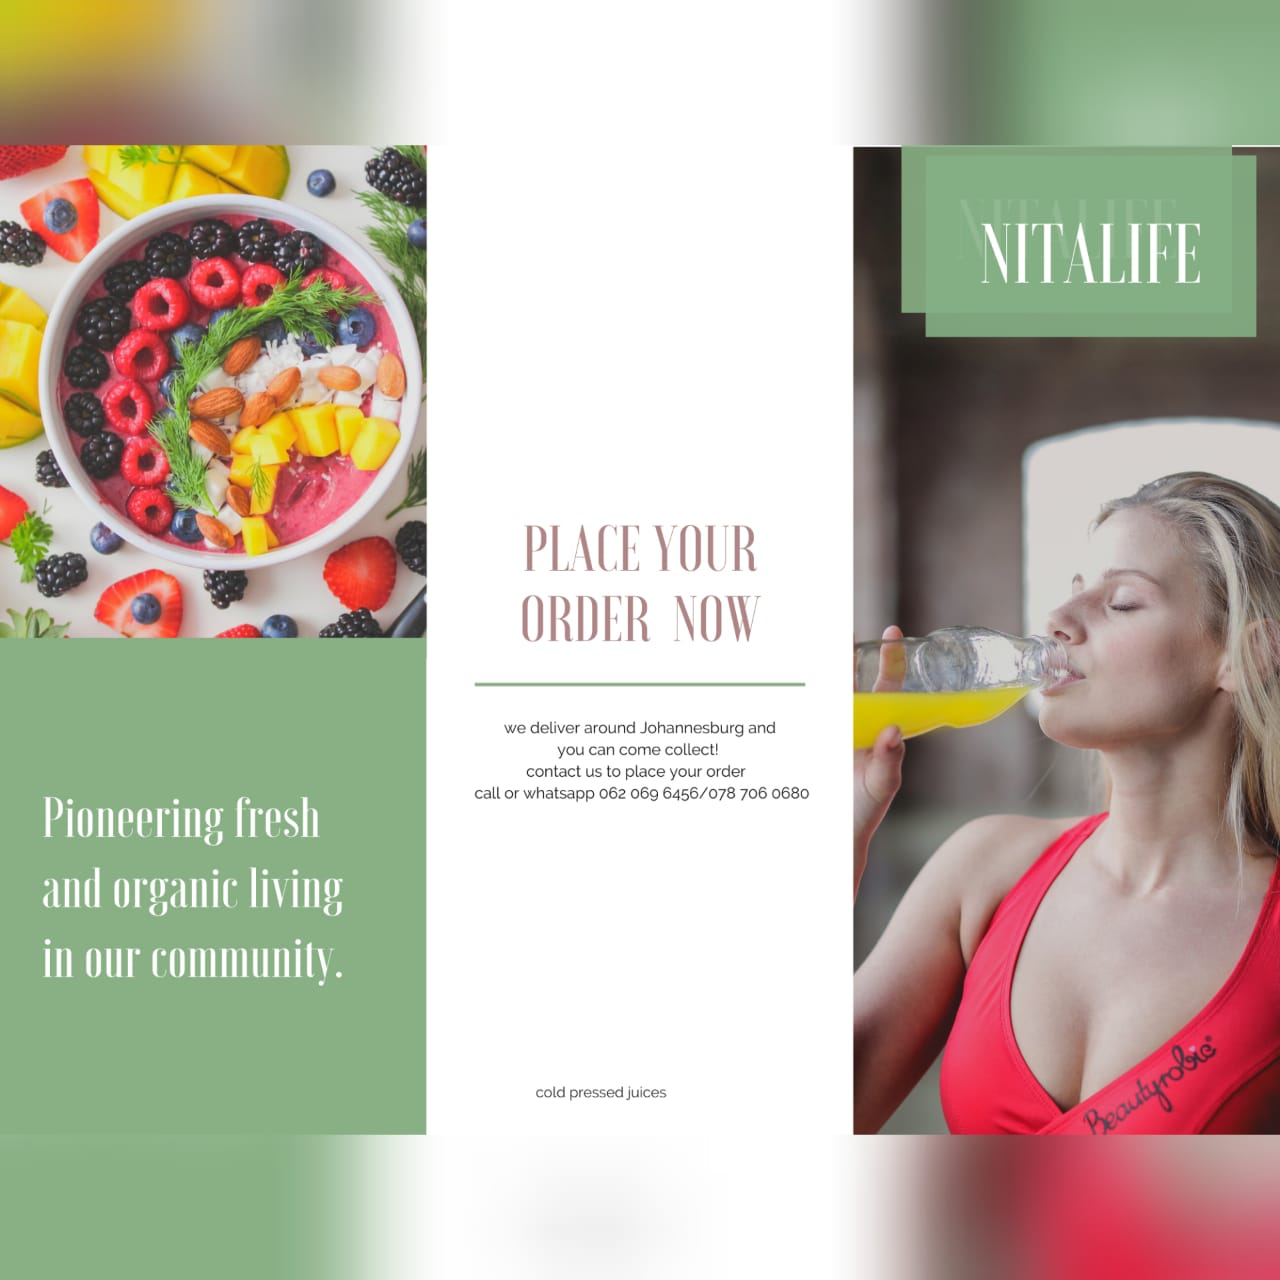 Pioneering fresh
and organic living
in our community.
PLACE YOUR
ORDER NOW
we deliver around Johannesburg and
you can come collect!
contact us to place your order
call or whatsapp 062 069 6456/078 706 0680
cold pressed juices
NITALIFE
NITALIFE
Beautyrobic®